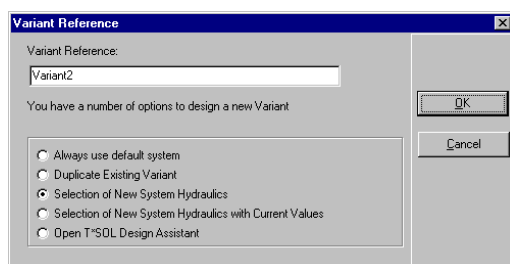 Variant Reference
Variant Reference:
Variant2
You have a number of options to design a new Variant
OK
Cancel
Always use default system
Duplicate Existing Variant
Selection of New System Hydraulics
Selection of New System Hydraulics with Current Values
Open T*SOL Design Assistant